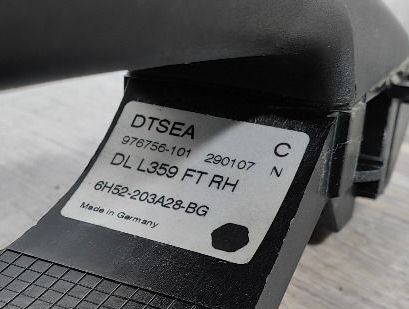 DTSEA C
976756-101 290107 N
DL L359 FT RH
6H52-203A28-BG
Made in Germany